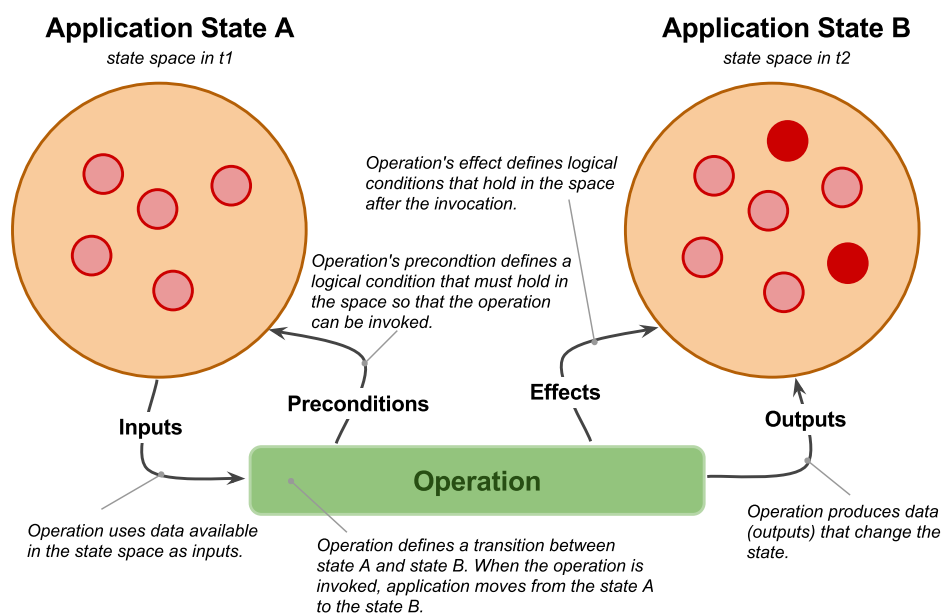 Application State A
state space in t1
Application State B
state space in t2
Operation's effect defines logical
conditions that hold in the space
after the invocation.
Operation's precondtion defines a
logical condition that must hold in
the space so that the operation
can be invoked.
Inputs
Preconditions
Effects
Outputs
Operation
Operation uses data available
in the state space as inputs.
Operation defines a transition between
state A and state B. When the operation is
invoked, application moves from the state A
to the state B.
Operation produces data
(outputs) that change the
state.